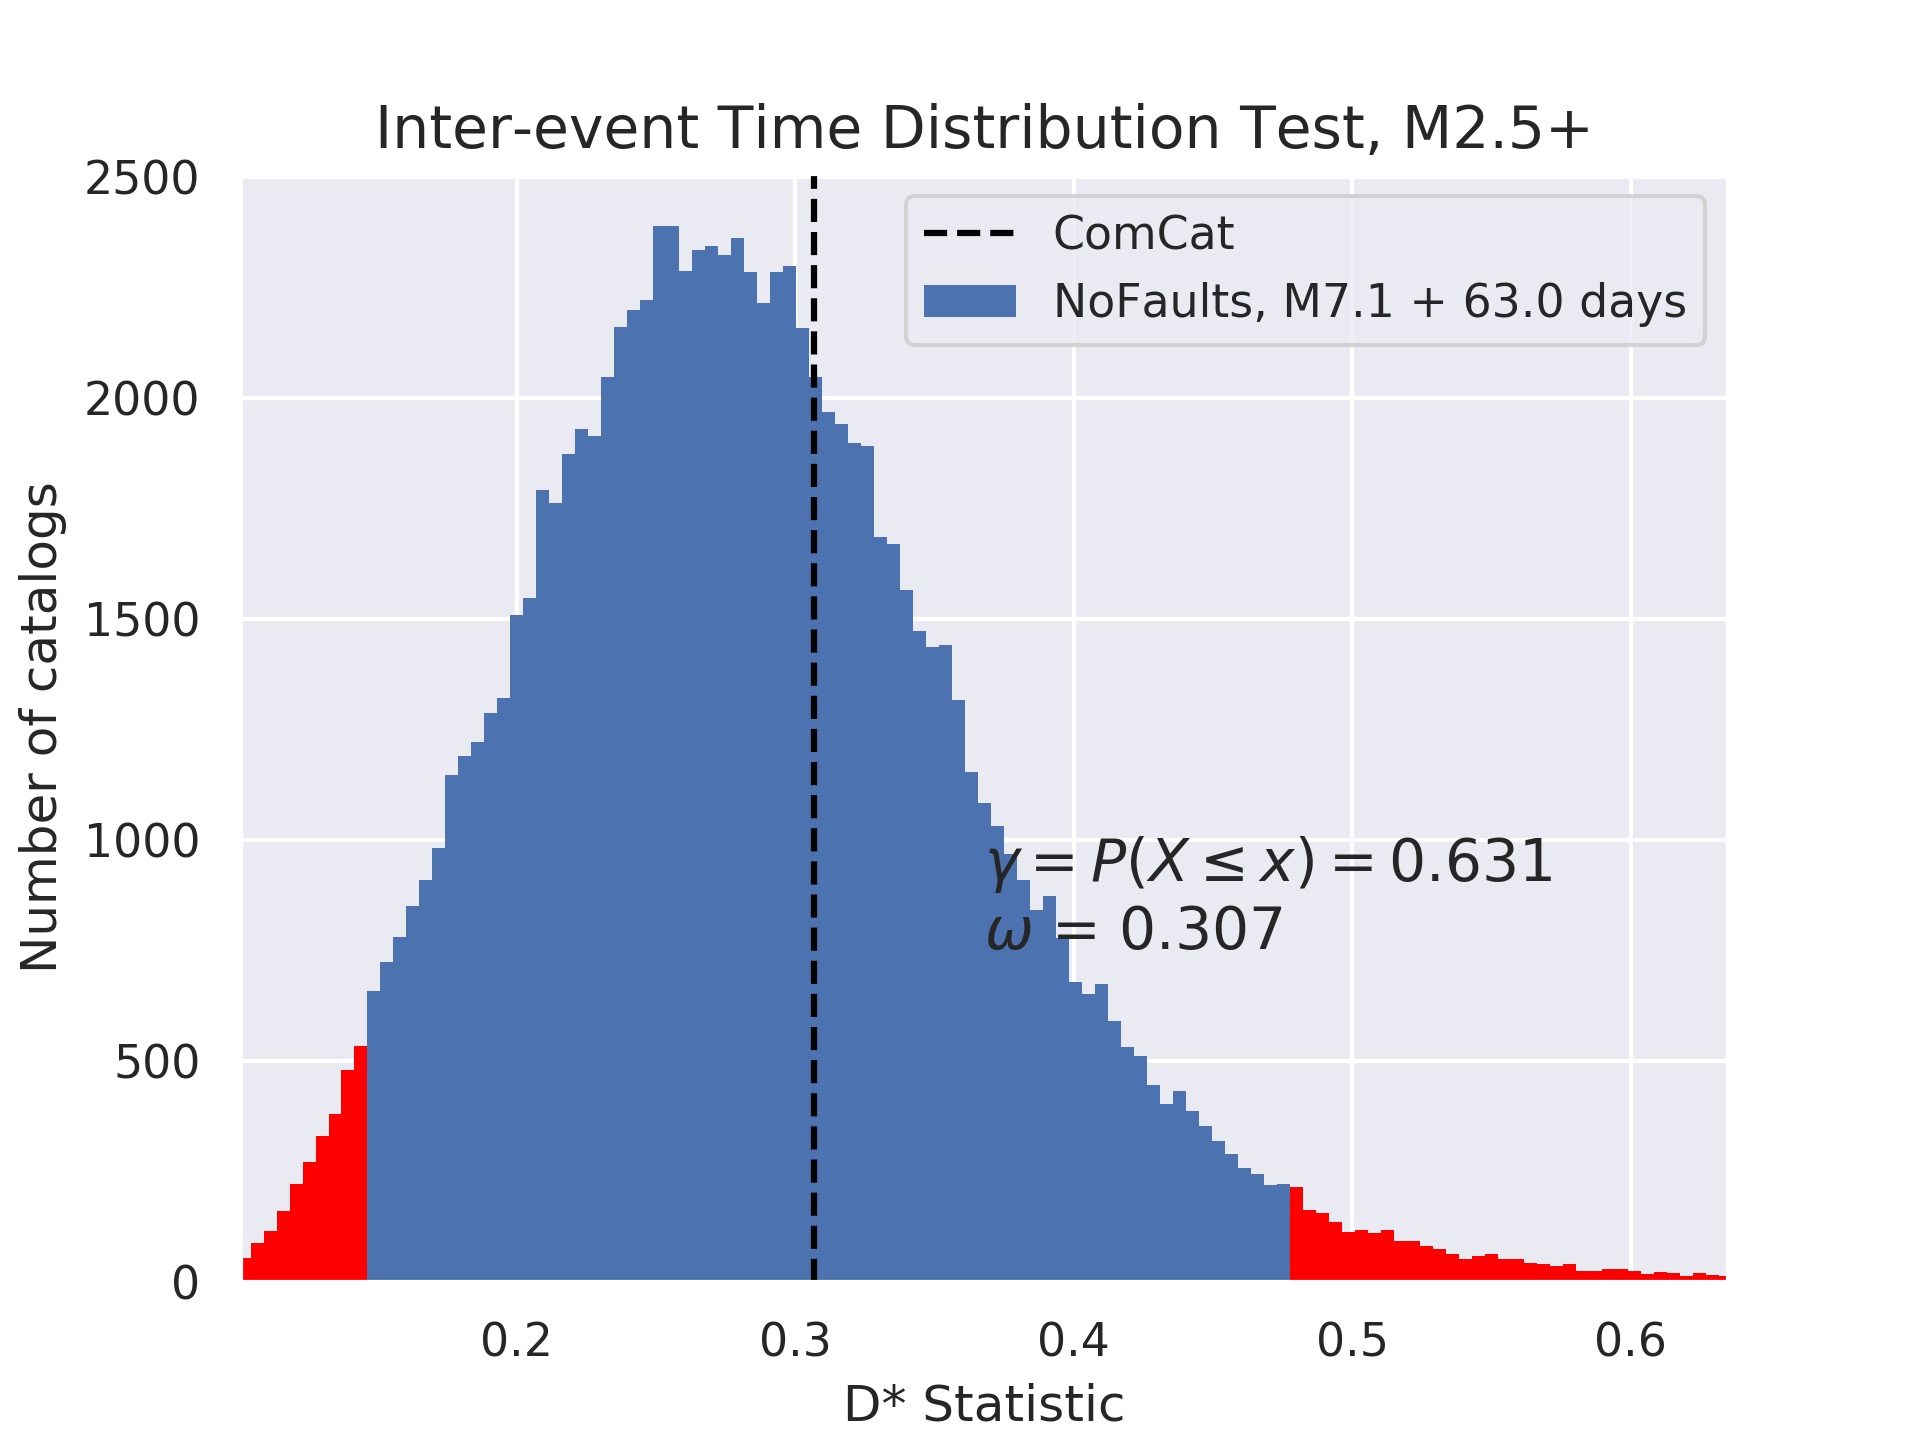 Inter-event Time Distribution Test, M2.5+
2500
2000
1500
1000
500
0
Number of catalogs
ComCat
NoFaults, M7.1 + 63.0 days
γ = P(X ≤ x) = 0.631
ω = 0.307
0.2 0.3 0.4 0.5 0.6
D* Statistic